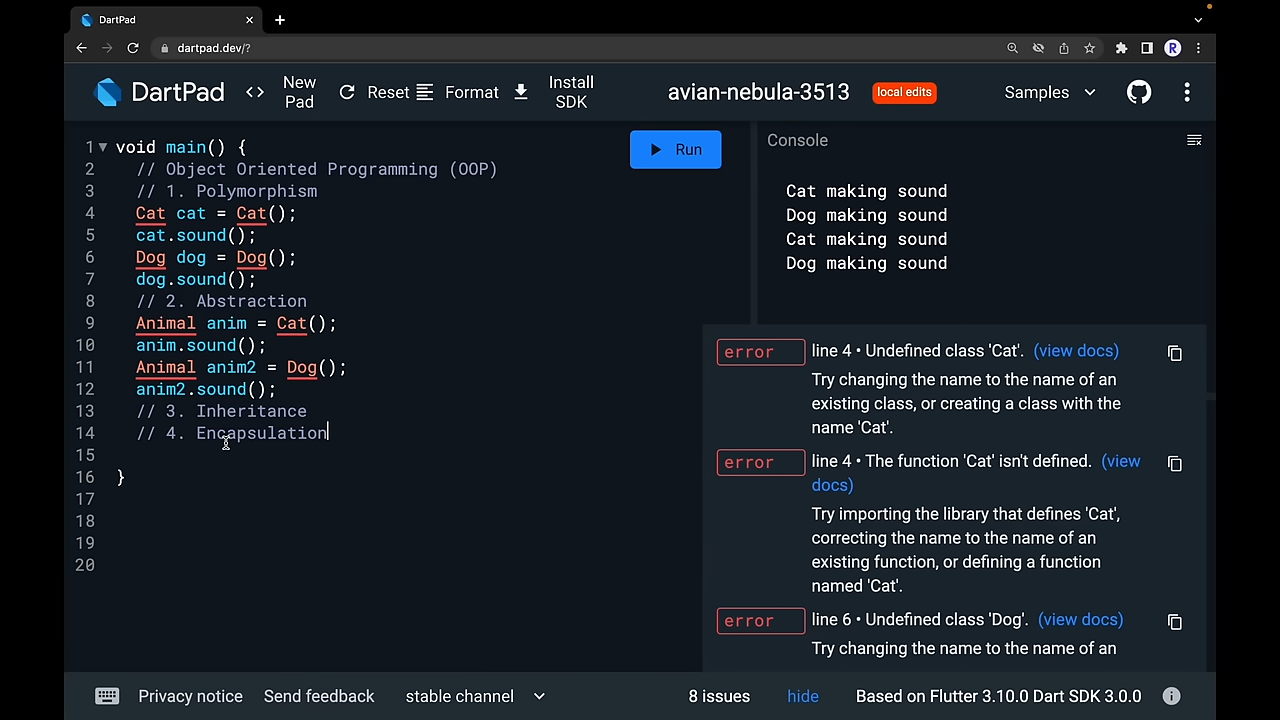 DartPad
dartpad.dev/?
R
DartPad
<> New Pad
Reset
Format
Install SDK
avian-nebula-3513
local edits
Samples
1 void main() {
2 // Object Oriented Programming (OOP)
3 // 1. Polymorphism
4 Cat cat = Cat();
5 cat.sound();
6 Dog dog = Dog();
7 dog.sound();
8 // 2. Abstraction
9 Animal anim = Cat();
10 anim.sound();
11 Animal anim2 = Dog();
12 anim2.sound();
13 // 3. Inheritance
14 // 4. Encapsulation
15
16 }
17
18
19
20
Run
Console
Cat making sound
Dog making sound
Cat making sound
Dog making sound
error line 4 • Undefined class 'Cat'. (view docs)
Try changing the name to the name of an
existing class, or creating a class with the
name 'Cat'.
error line 4 • The function 'Cat' isn't defined. (view
docs)
Try importing the library that defines 'Cat',
correcting the name to the name of an
existing function, or defining a function
named 'Cat'.
error line 6 • Undefined class 'Dog'. (view docs)
Try changing the name to the name of an
Privacy notice Send feedback stable channel 8 issues hide Based on Flutter 3.10.0 Dart SDK 3.0.0